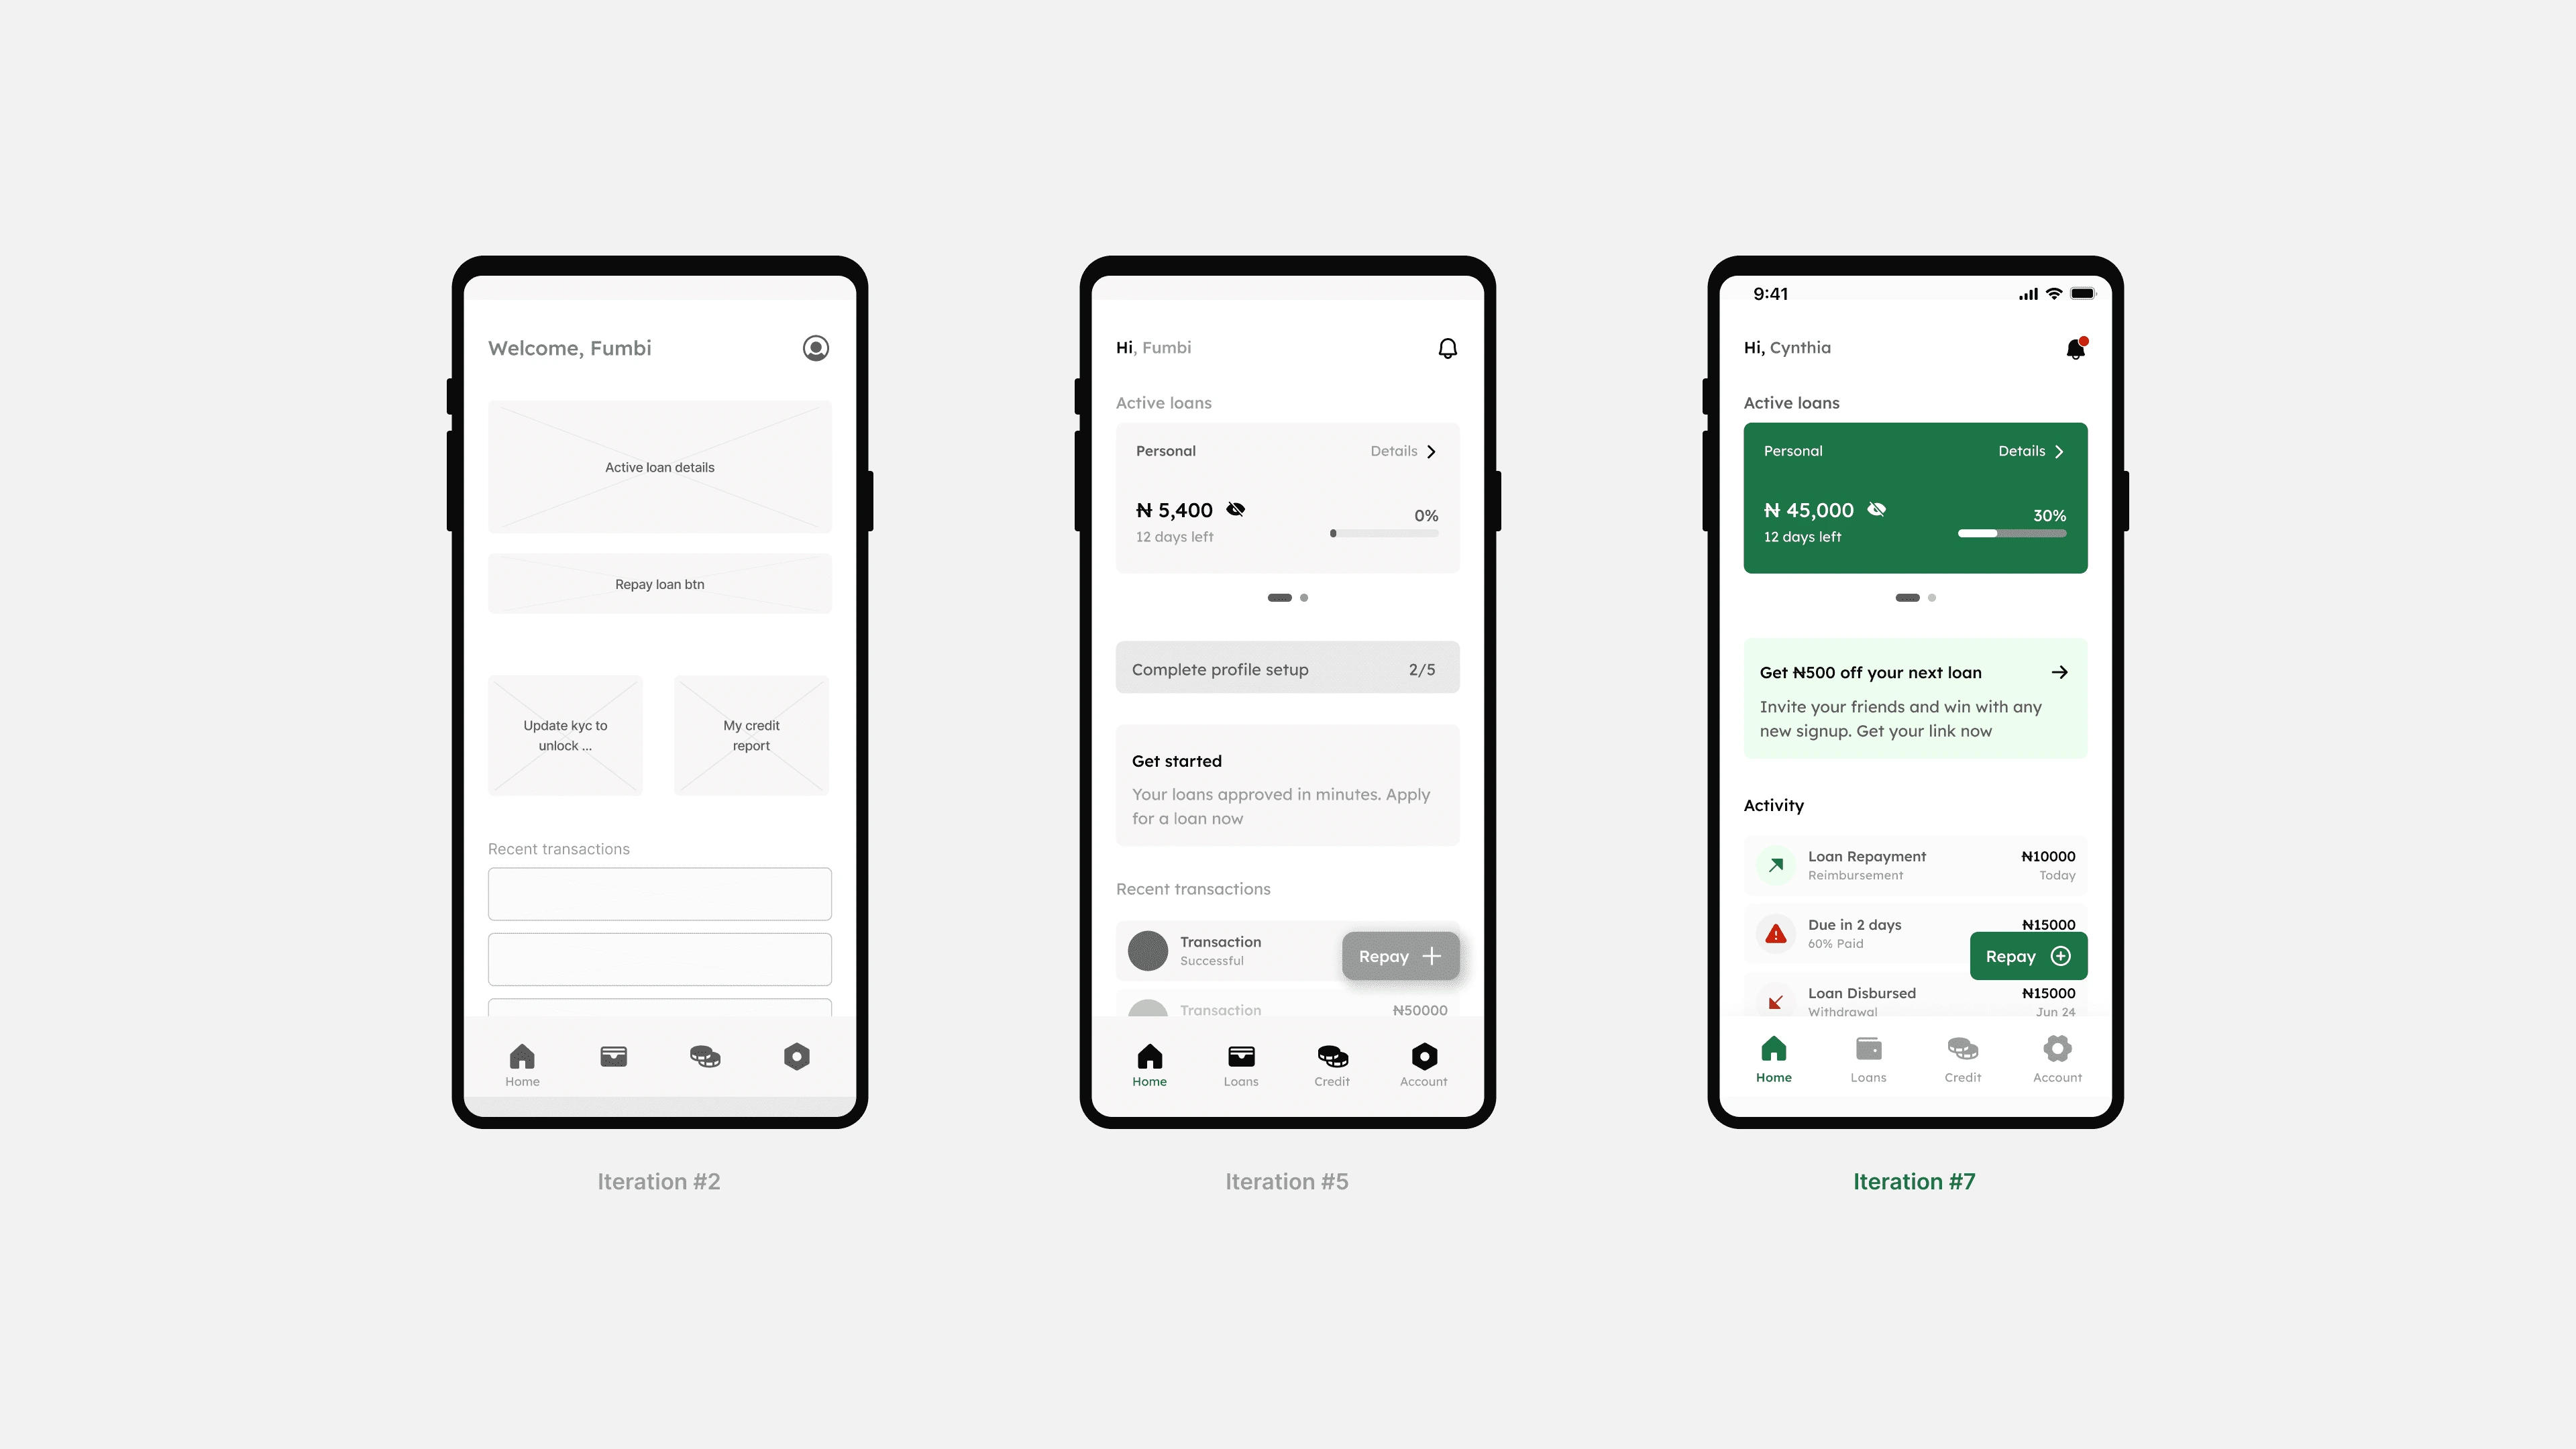 Welcome, Fumbi
Active loan details
Repay loan btn
Update kyc to
unlock ...
My credit
report
Recent transactions
Home
Iteration #2
Hi, Fumbi
Active loans
Personal
Details
₦ 5,400
0%
12 days left
Complete profile setup
2/5
Get started
Your loans approved in minutes. Apply
for a loan now
Recent transactions
Transaction
Successful
Repay
Transaction
₦50000
Home
Loans
Credit
Account
Iteration #5
9:41
Hi, Cynthia
Active loans
Personal
Details
₦ 45,000
30%
12 days left
Get ₦500 off your next loan
Invite your friends and win with any
new signup. Get your link now
Activity
Loan Repayment
₦10000
Reimbursement
Today
Due in 2 days
₦15000
60% Paid
Repay
Loan Disbursed
₦15000
Withdrawal
Jun 24
Home
Loans
Credit
Account
Iteration #7